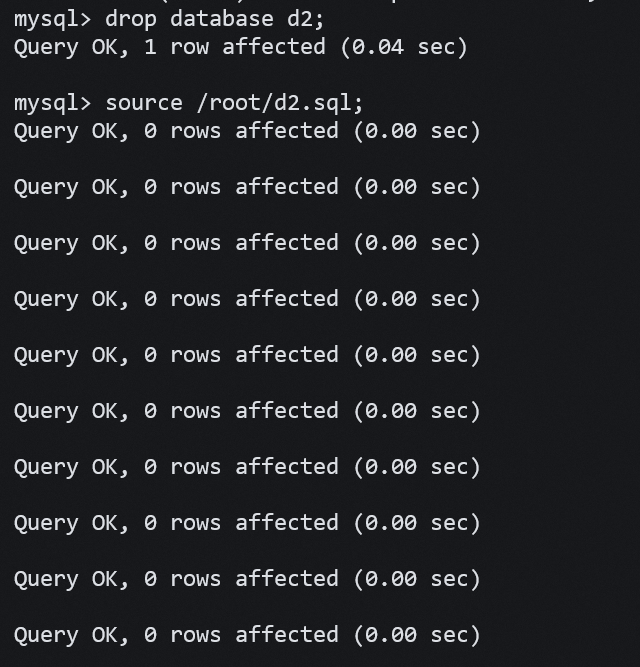 mysql> drop database d2;
Query OK, 1 row affected (0.04 sec)
mysql> source /root/d2.sql;
Query OK, 0 rows affected (0.00 sec)
Query OK, 0 rows affected (0.00 sec)
Query OK, 0 rows affected (0.00 sec)
Query OK, 0 rows affected (0.00 sec)
Query OK, 0 rows affected (0.00 sec)
Query OK, 0 rows affected (0.00 sec)
Query OK, 0 rows affected (0.00 sec)
Query OK, 0 rows affected (0.00 sec)
Query OK, 0 rows affected (0.00 sec)
Query OK, 0 rows affected (0.00 sec)